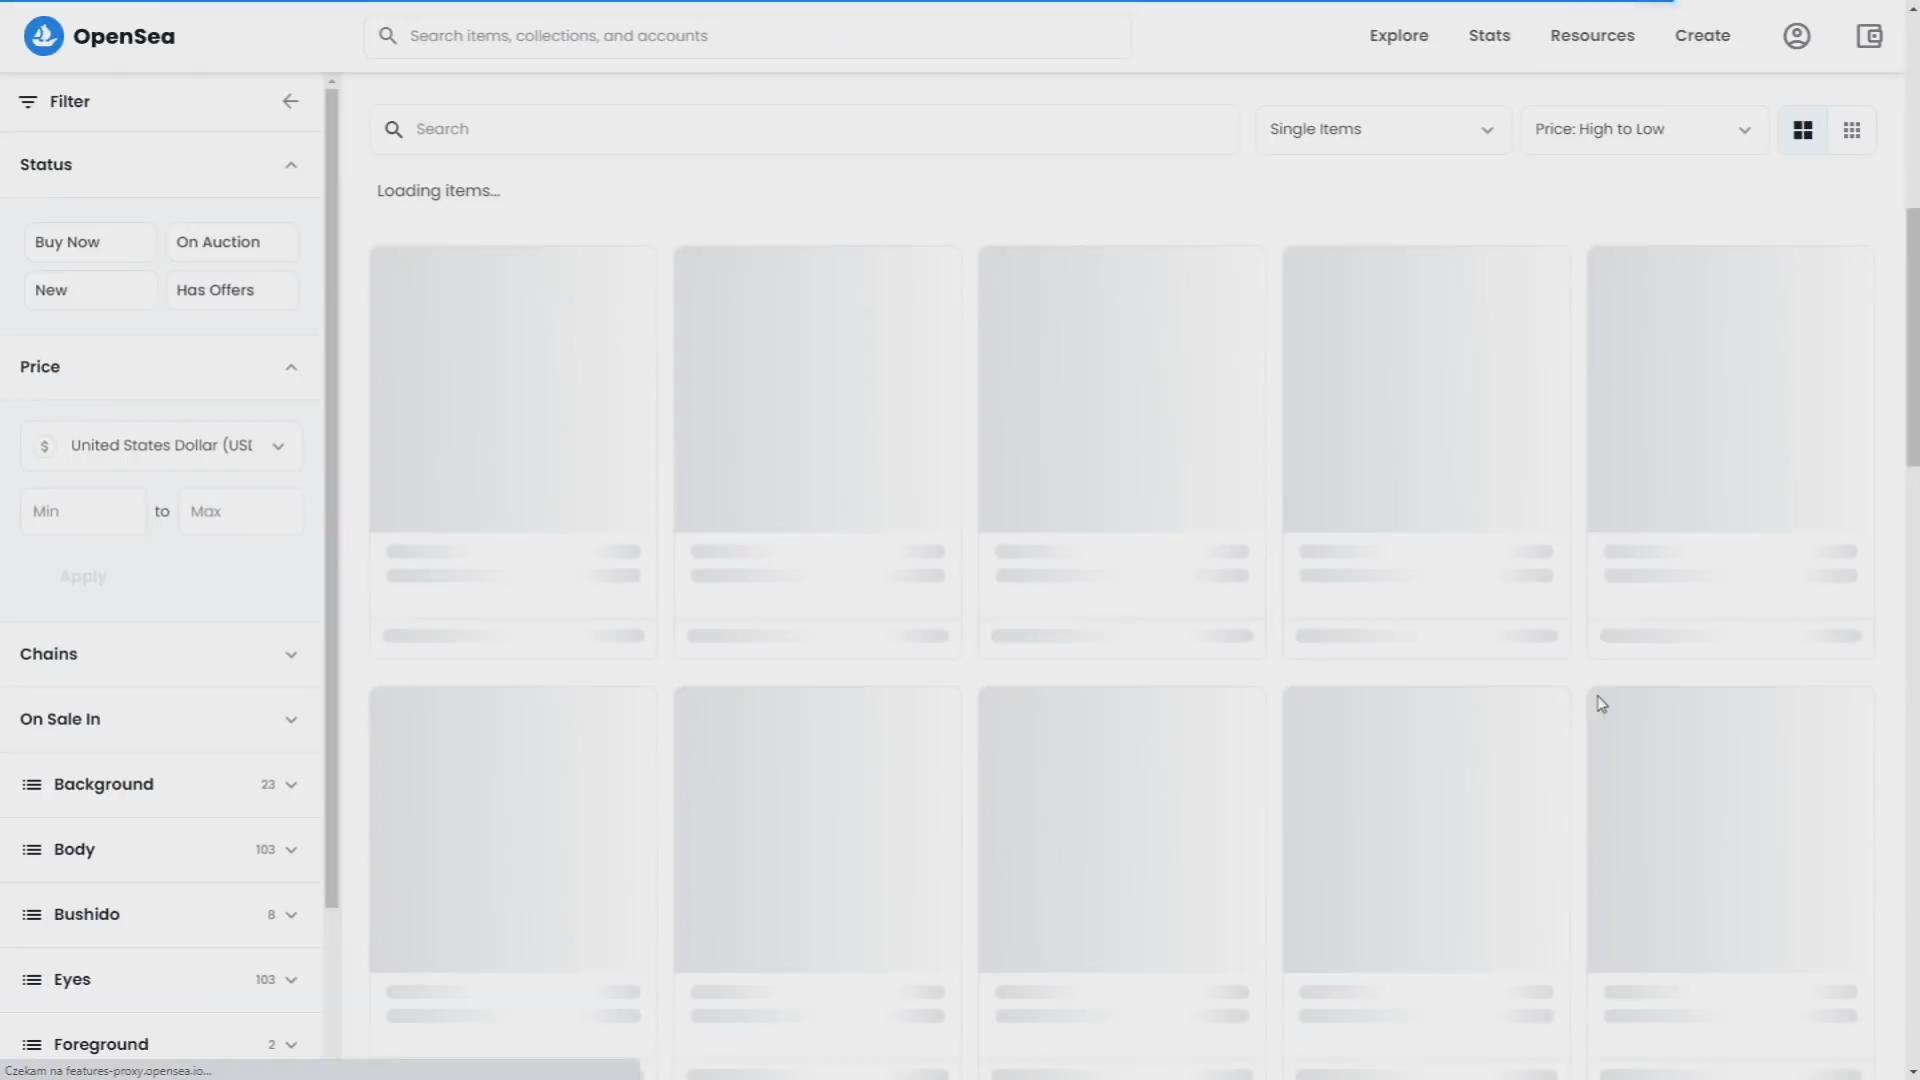 OpenSea
Search items, collections, and accounts
Explore
Stats
Resources
Create
Filter
Status
Buy Now
On Auction
New
Has Offers
Price
$ United States Dollar (USD
Min to Max
Apply
Chains
On Sale In
Background 23
Body 103
Bushido 8
Eyes 103
Foreground 2
Search
Single Items
Price: High to Low
Loading items...
Czekam na features-proxy.opensea.io...